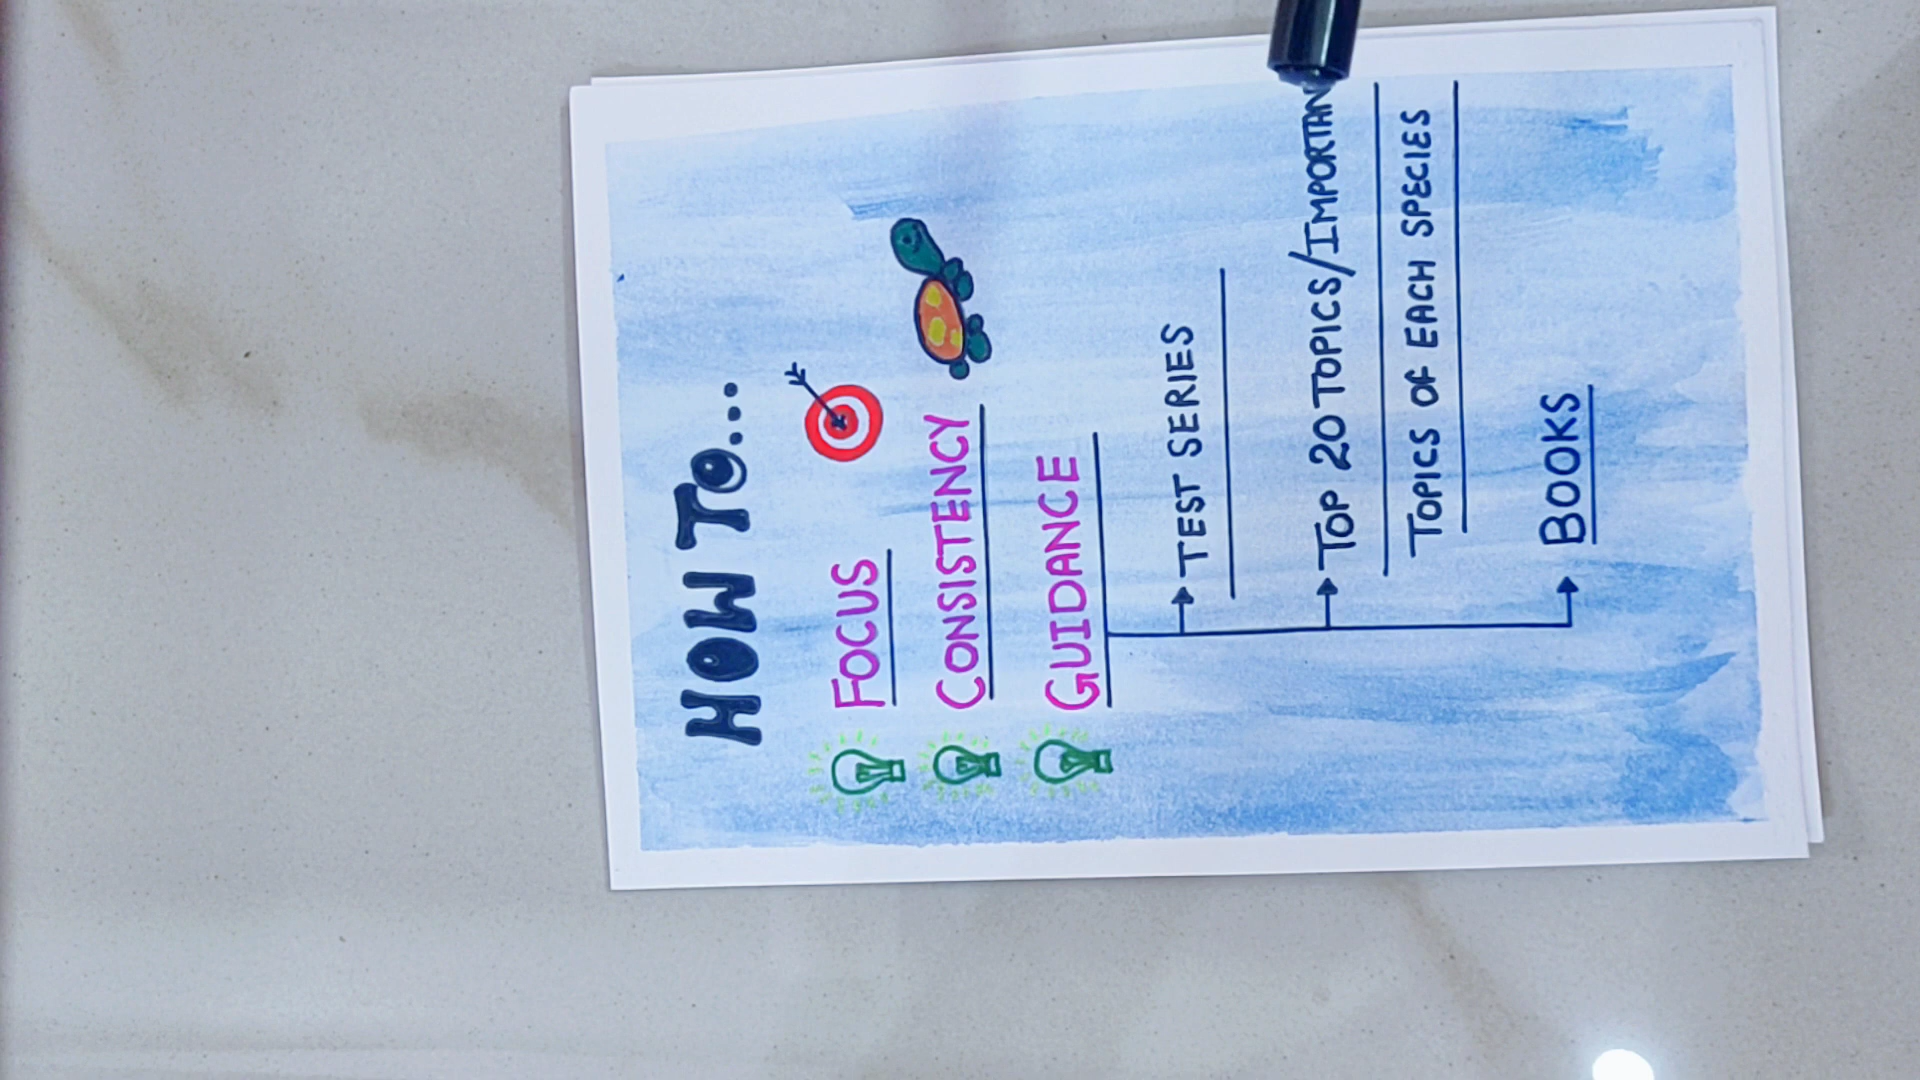 HOW TO...
FOCUS
CONSISTENCY
GUIDANCE
TEST SERIES
TOP 20 TOPICS/IMPORTAN
TOPICS OF EACH SPECIES
BOOKS